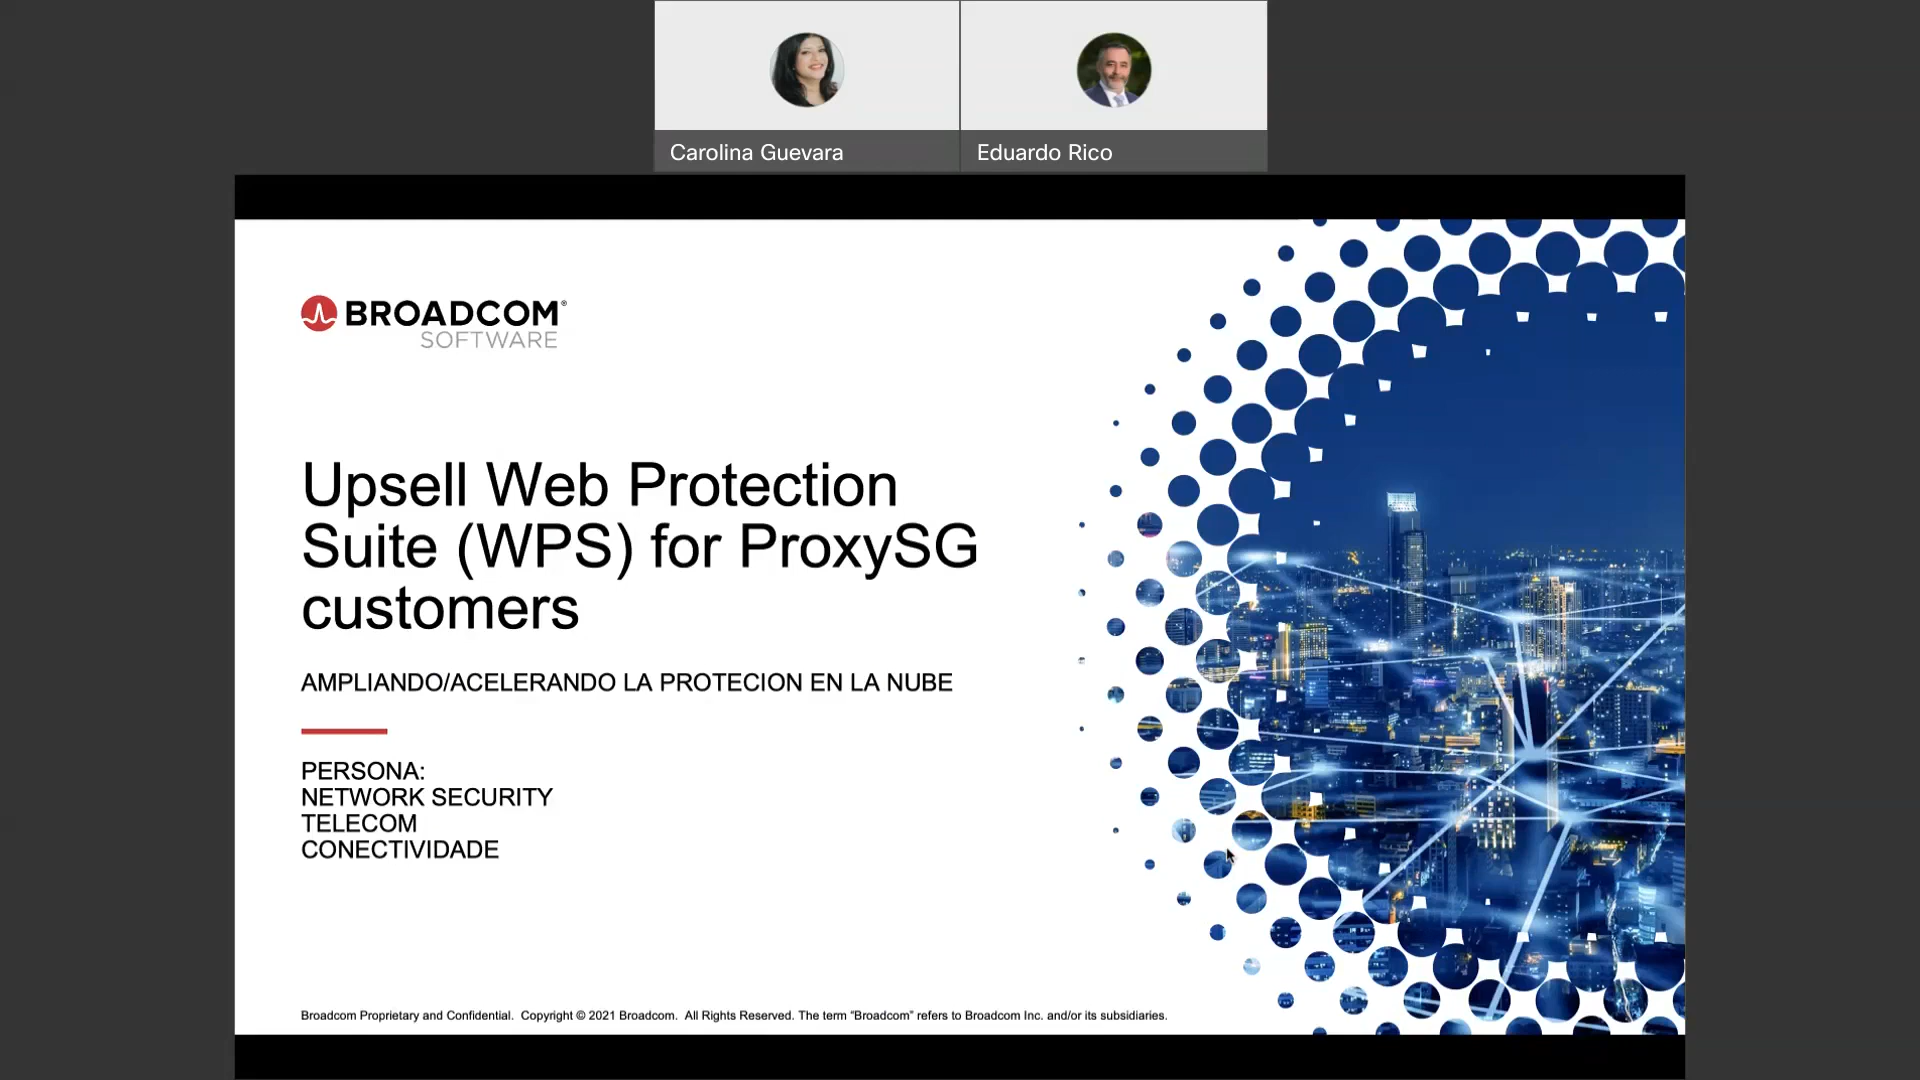 Carolina Guevara
Eduardo Rico
BROADCOM®
SOFTWARE
Upsell Web Protection
Suite (WPS) for ProxySG
customers
AMPLIANDO/ACELERANDO LA PROTECION EN LA NUBE
PERSONA:
NETWORK SECURITY
TELECOM
CONECTIVIDADE
Broadcom Proprietary and Confidential. Copyright © 2021 Broadcom. All Rights Reserved. The term “Broadcom” refers to Broadcom Inc. and/or its subsidiaries.